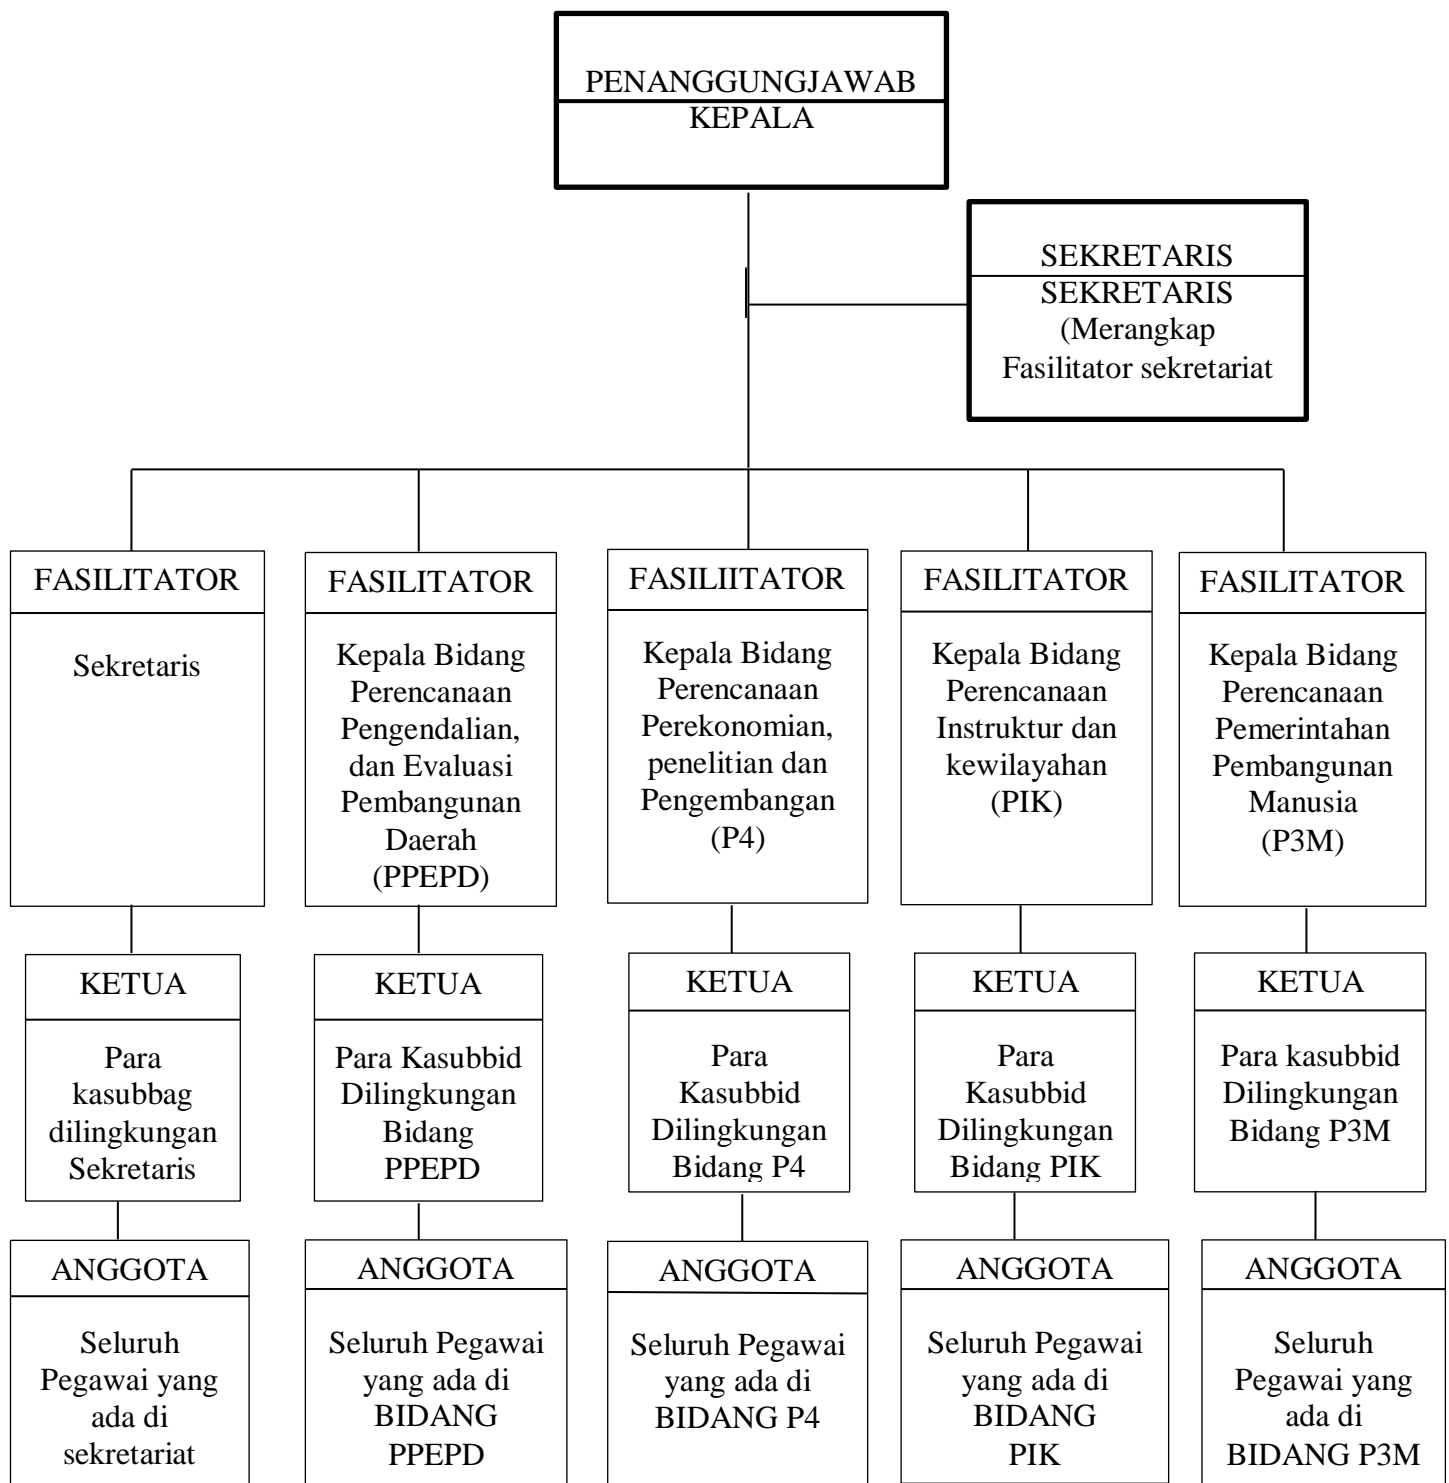 PENANGGUNGJAWAB
KEPALA
SEKRETARIS
SEKRETARIS
(Merangkap
Fasilitator sekretariat
FASILITATOR
Sekretaris
FASILITATOR
Kepala Bidang
Perencanaan
Pengendalian,
dan Evaluasi
Pembangunan
Daerah
(PPEPD)
FASILIITATOR
Kepala Bidang
Perencanaan
Perekonomian,
penelitian dan
Pengembangan
(P4)
FASILITATOR
Kepala Bidang
Perencanaan
Instruktur dan
kewilayahan
(PIK)
FASILITATOR
Kepala Bidang
Perencanaan
Pemerintahan
Pembangunan
Manusia
(P3M)
KETUA
Para
kasubbag
dilingkungan
Sekretaris
KETUA
Para Kasubbid
Dilingkungan
Bidang
PPEPD
KETUA
Para
Kasubbid
Dilingkungan
Bidang P4
KETUA
Para
Kasubbid
Dilingkungan
Bidang PIK
KETUA
Para kasubbid
Dilingkungan
Bidang P3M
ANGGOTA
Seluruh
Pegawai yang
ada di
sekretariat
ANGGOTA
Seluruh Pegawai
yang ada di
BIDANG
PPEPD
ANGGOTA
Seluruh Pegawai
yang ada di
BIDANG P4
ANGGOTA
Seluruh Pegawai
yang ada di
BIDANG
PIK
ANGGOTA
Seluruh
Pegawai yang
ada di
BIDANG P3M